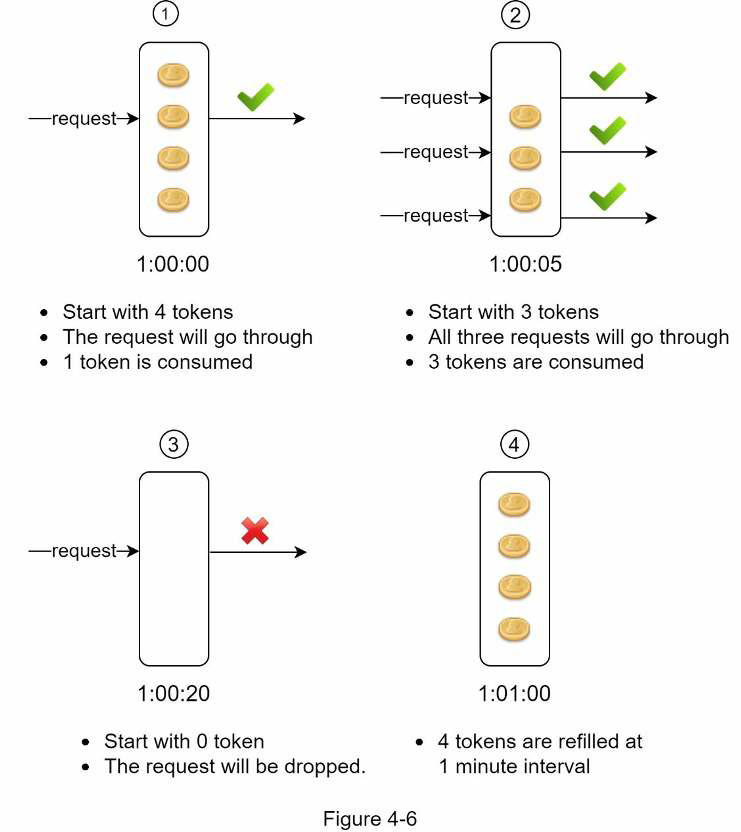 1
request
1:00:00
• Start with 4 tokens
• The request will go through
• 1 token is consumed
2
request
request
request
1:00:05
• Start with 3 tokens
• All three requests will go through
• 3 tokens are consumed
3
request
1:00:20
• Start with 0 token
• The request will be dropped.
4
1:01:00
• 4 tokens are refilled at
1 minute interval
Figure 4-6